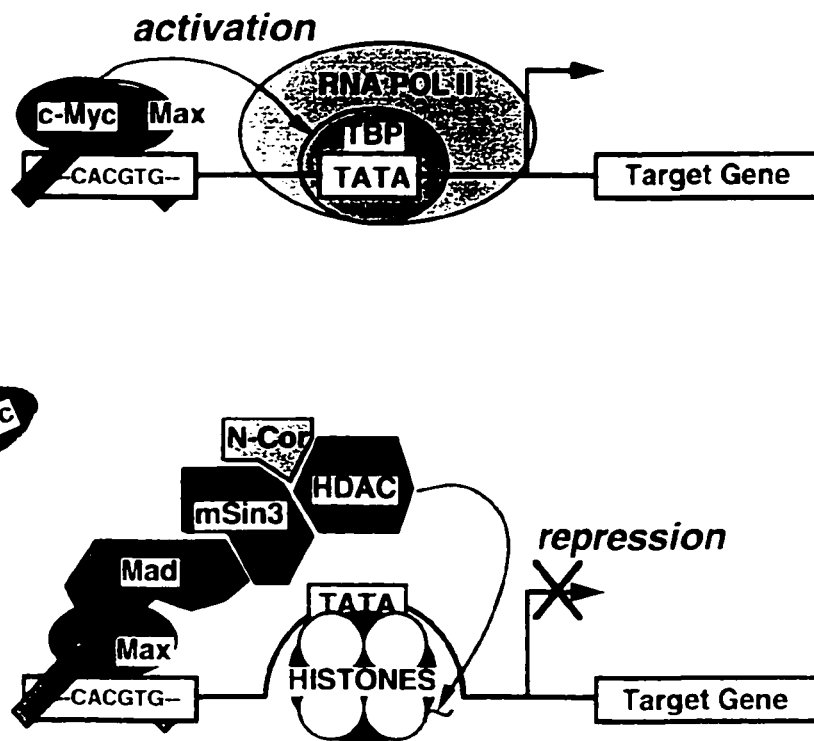 activation
RNA POL II
c-Myc Max
TBP
–CACGTG–
TATA
Target Gene
c
N-Cor
HDAC
mSin3
repression
Mad
TATA
Max
HISTONES
–CACGTG–
Target Gene